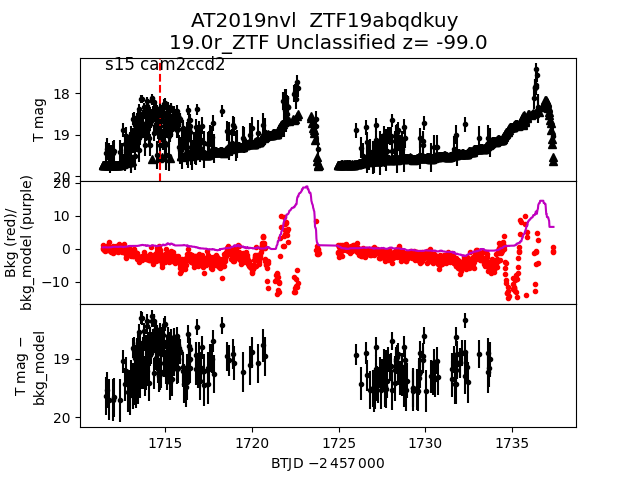 AT2019nvl  ZTF19abqdkuy
19.0r_ZTF Unclassified z= -99.0
s15 cam2ccd2
T mag
18
19
20
Bkg (red)/
bkg_model (purple)
20
10
0
−10
T mag −
bkg_model
19
20
1715
1720
1725
1730
1735
BTJD −2 457 000